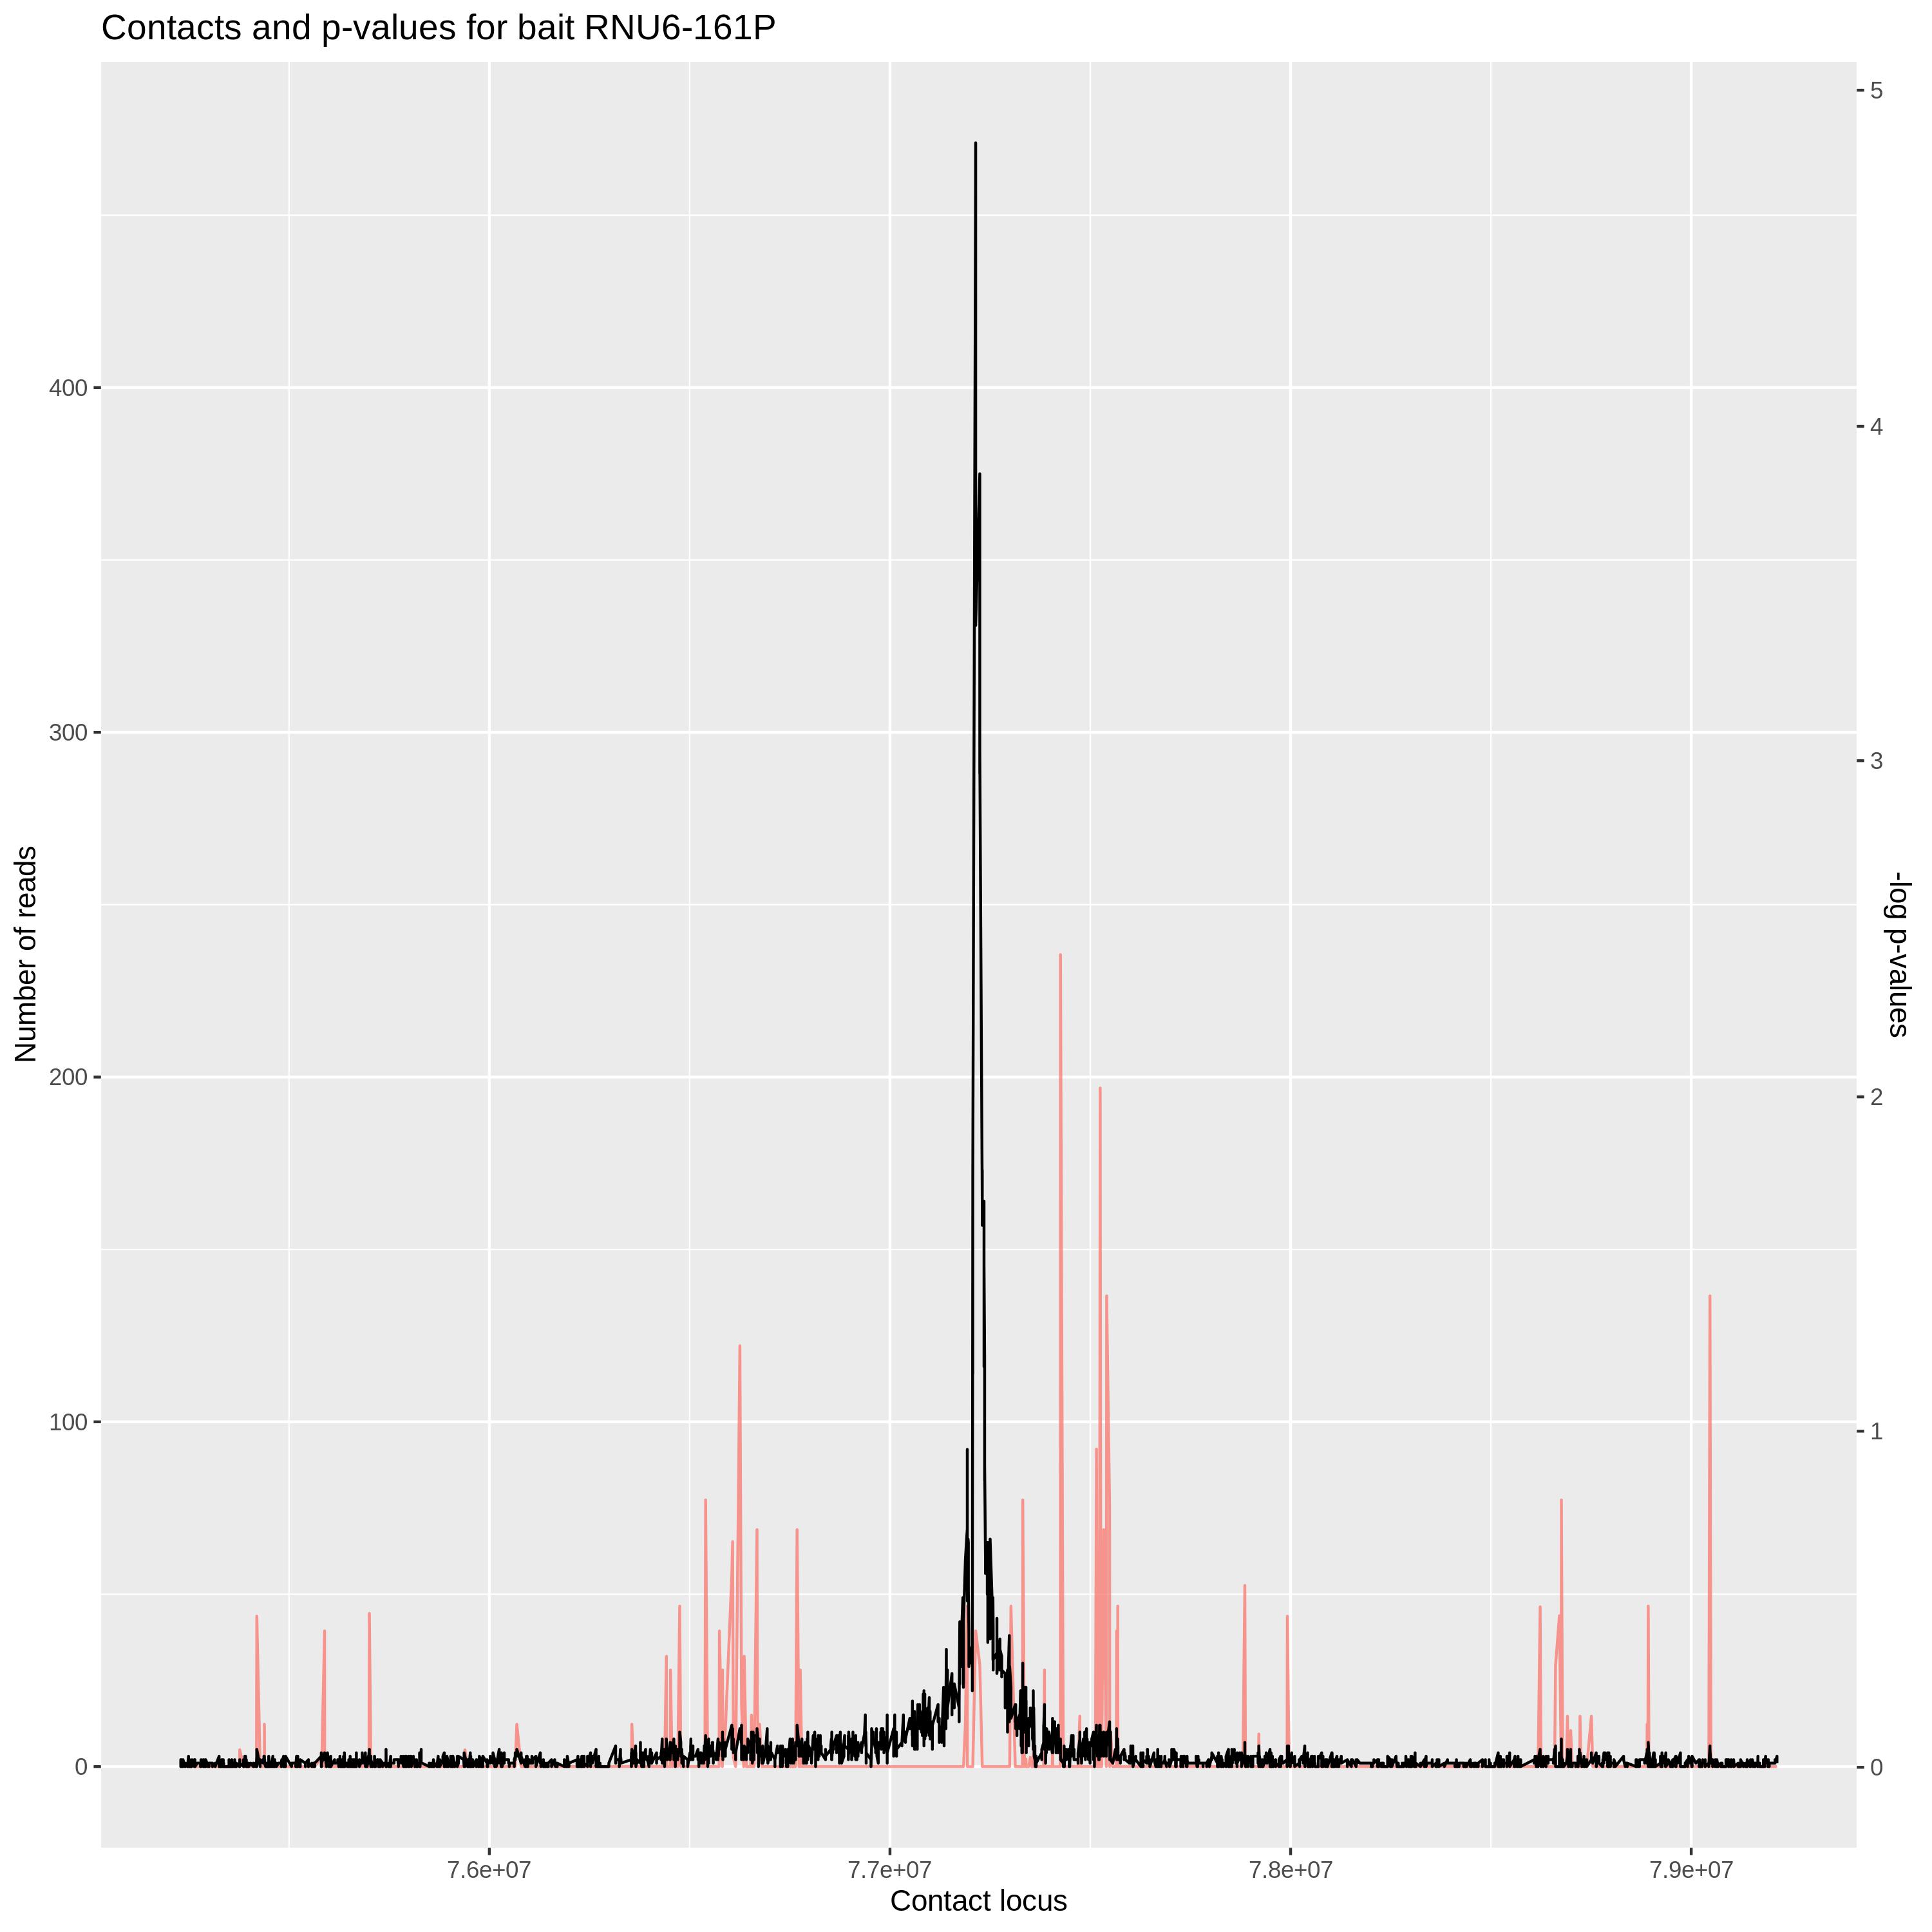 Contacts and p-values for bait RNU6-161P
5
4
3
2
1
0
400
300
200
100
0
Number of reads
-log p-values
7.6e+07 7.7e+07 7.8e+07 7.9e+07
Contact locus